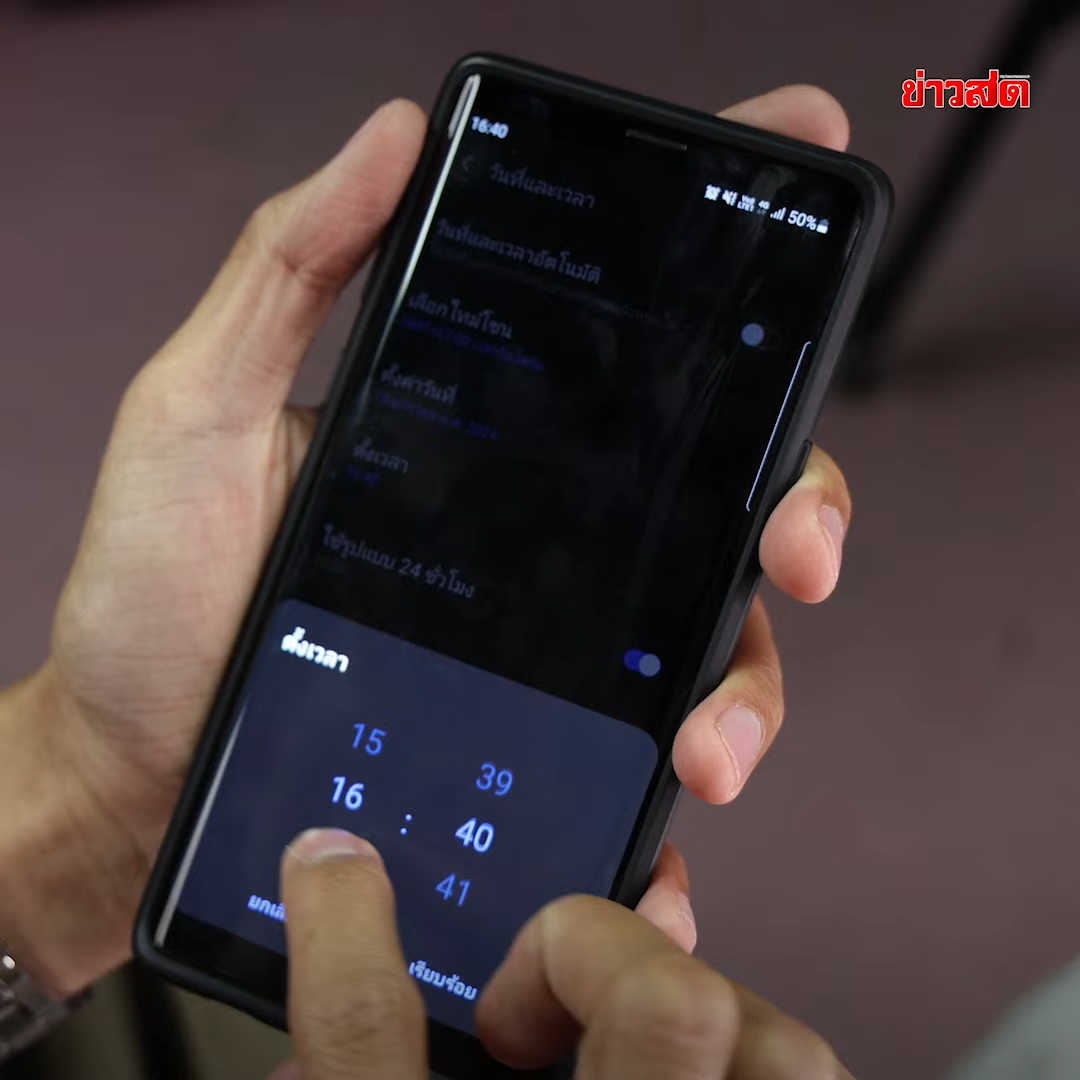 ข่าวสด
16:40
50%
วันที่และเวลา
วันที่และเวลาอัตโนมัติ
เลือกไทม์โซน
ตั้งค่าวันที่
2024
ตั้งเวลา
16:40
ใช้รูปแบบ 24 ชั่วโมง
ตั้งเวลา
15 39
16 : 40
41
เรียบร้อย